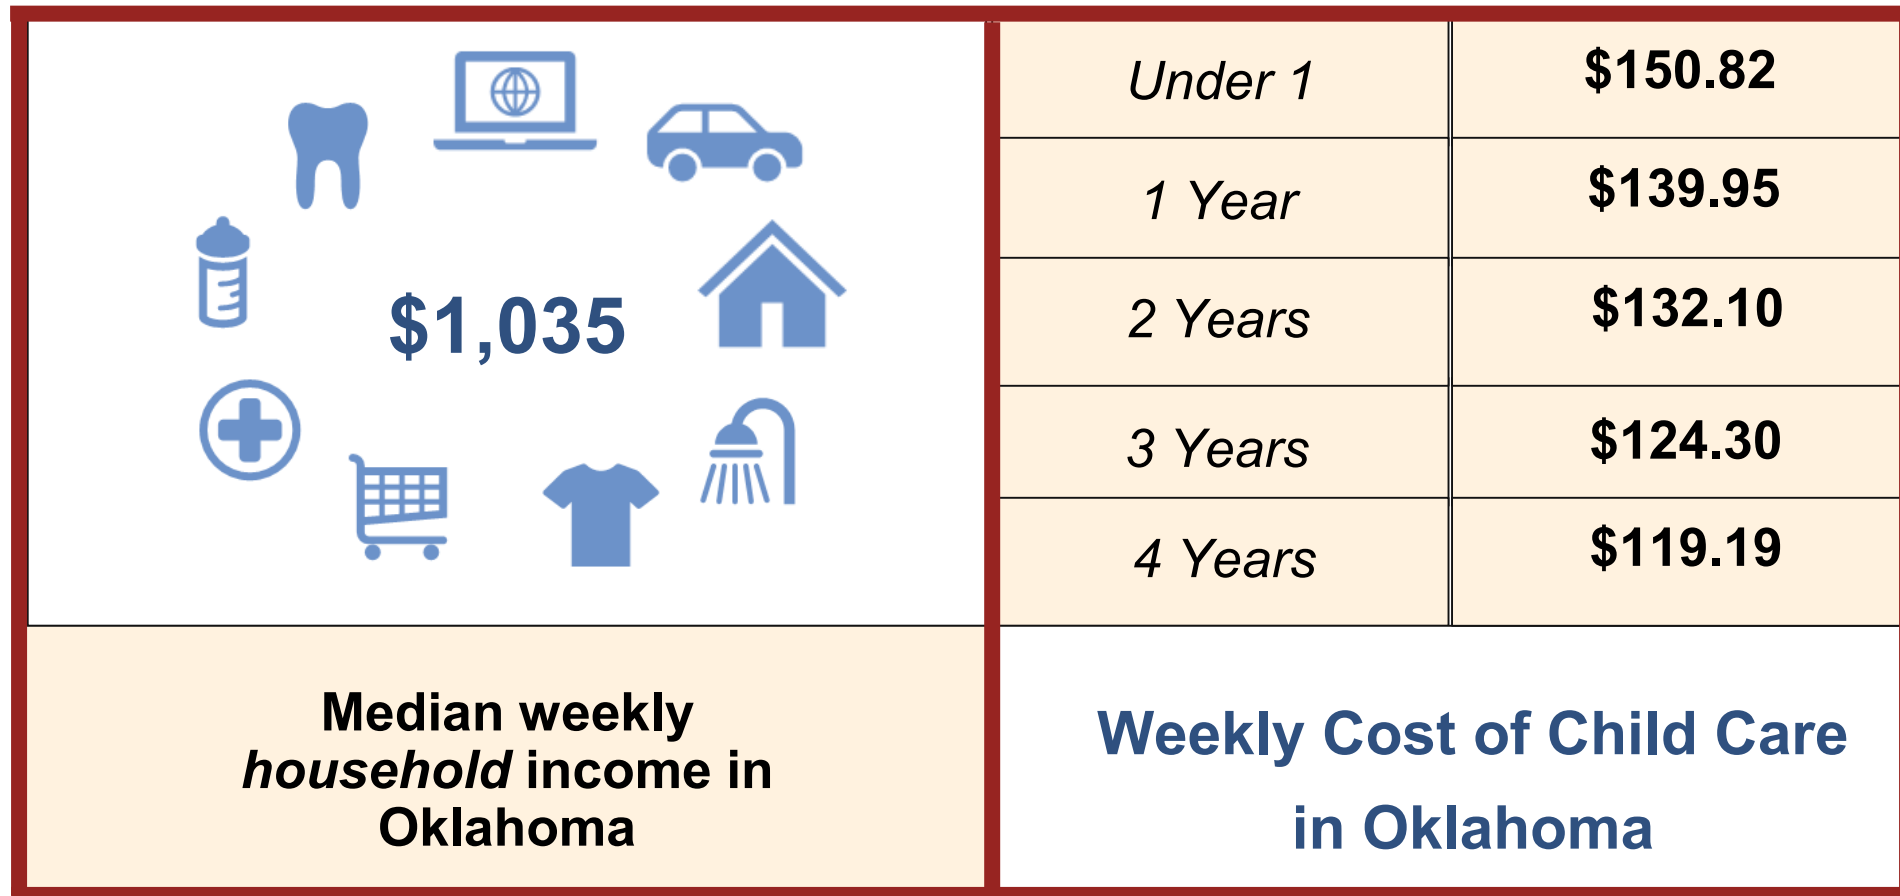 $1,035
Median weekly
household income in
Oklahoma
Under 1 $150.82
1 Year $139.95
2 Years $132.10
3 Years $124.30
4 Years $119.19
Weekly Cost of Child Care
in Oklahoma